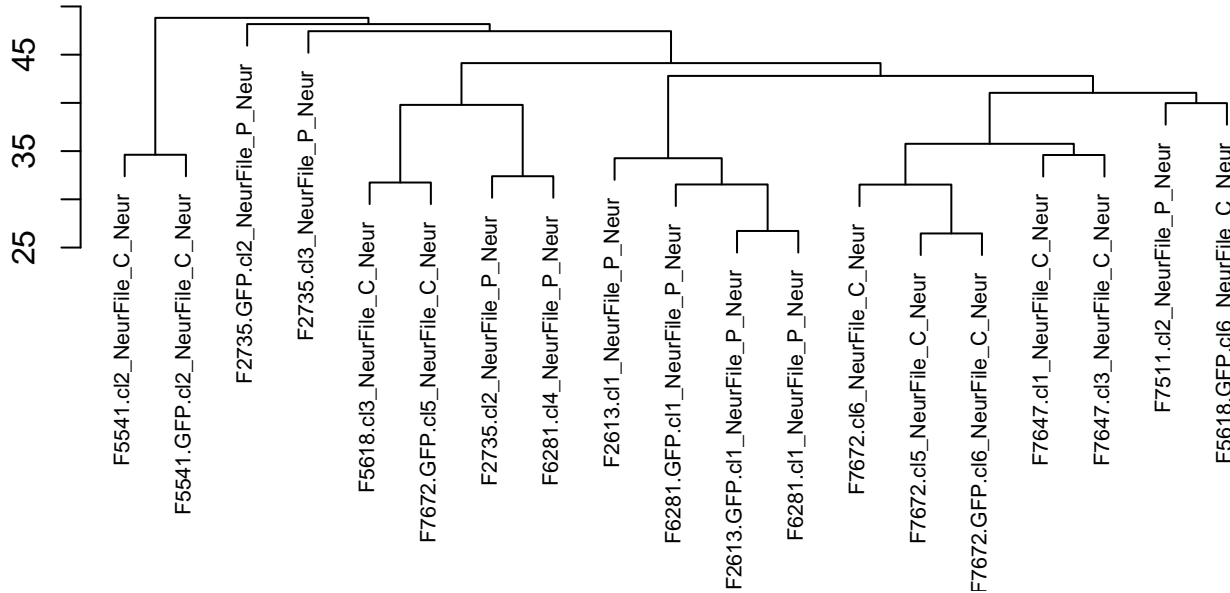 45
35
25
F5541.cl2_NeurFile_C_Neur
F5541.GFP.cl2_NeurFile_C_Neur
F2735.GFP.cl2_NeurFile_P_Neur
F2735.cl3_NeurFile_P_Neur
F5618.cl3_NeurFile_C_Neur
F7672.GFP.cl5_NeurFile_C_Neur
F2735.cl2_NeurFile_P_Neur
F6281.cl4_NeurFile_P_Neur
F2613.cl1_NeurFile_P_Neur
F6281.GFP.cl1_NeurFile_P_Neur
F2613.GFP.cl1_NeurFile_P_Neur
F6281.cl1_NeurFile_P_Neur
F7672.cl6_NeurFile_C_Neur
F7672.cl5_NeurFile_C_Neur
F7672.GFP.cl6_NeurFile_C_Neur
F7647.cl1_NeurFile_C_Neur
F7647.cl3_NeurFile_C_Neur
F7511.cl2_NeurFile_P_Neur
F5618.GFP.cl6_NeurFile_C_Neur